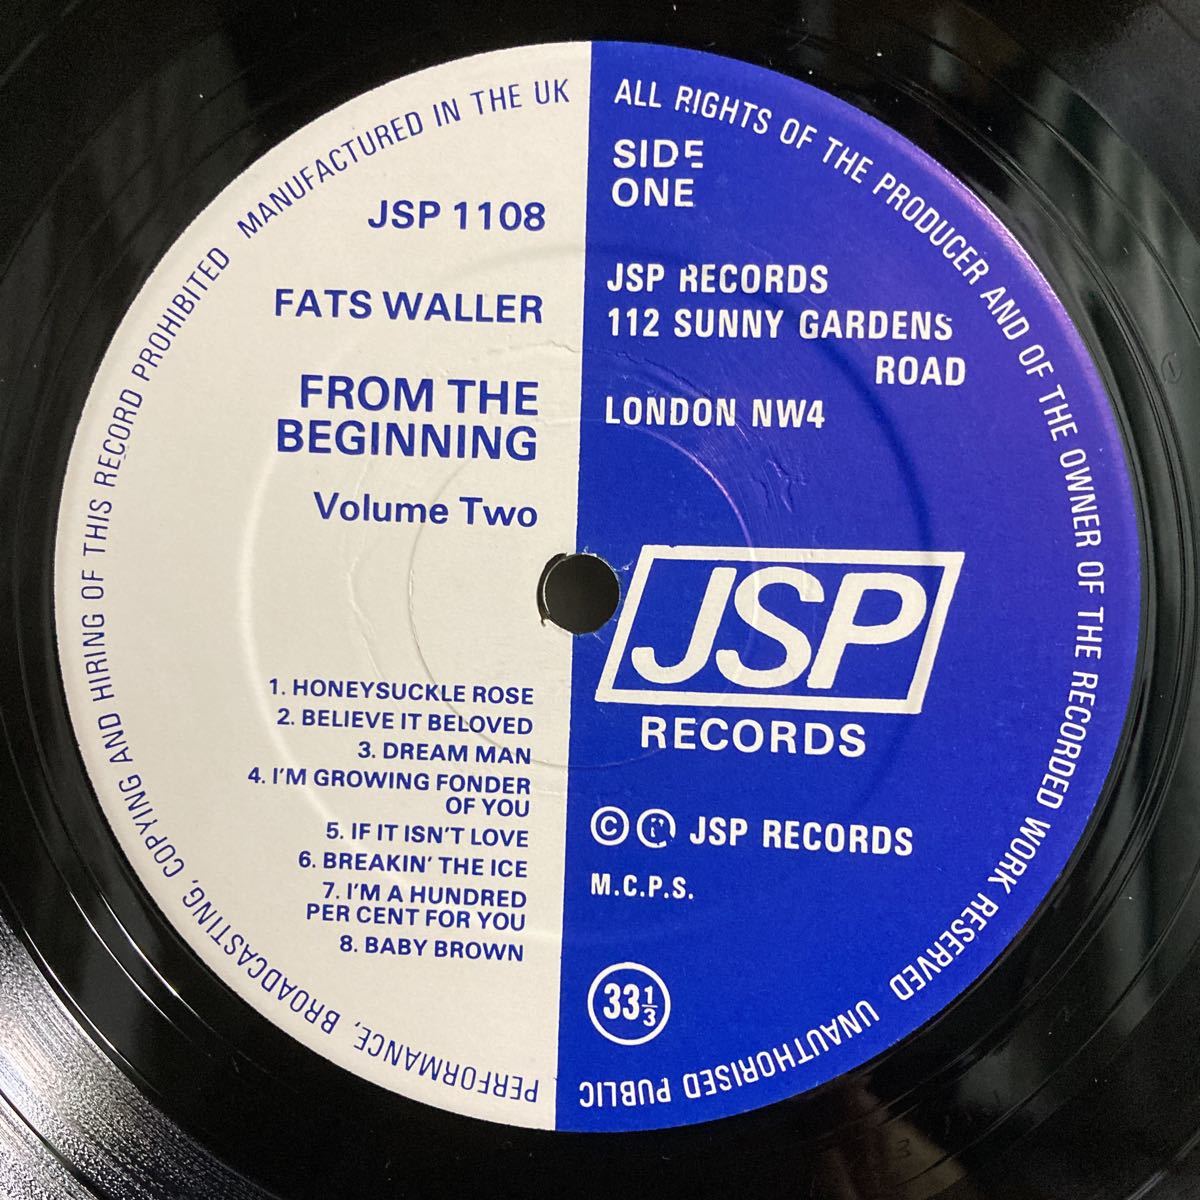 MANUFACTURED IN THE UK
ALL RIGHTS OF THE PRODUCER AND OF THE OWNER OF THE RECORDED WORK RESERVED UNAUTHORISED PUBLIC PERFORMANCE, BROADCASTING, COPYING AND HIRING OF THIS RECORD PROHIBITED
JSP 1108
FATS WALLER
FROM THE
BEGINNING
Volume Two
1. HONEYSUCKLE ROSE
2. BELIEVE IT BELOVED
3. DREAM MAN
4. I'M GROWING FONDER
OF YOU
5. IF IT ISN'T LOVE
6. BREAKIN' THE ICE
7. I'M A HUNDRED
PER CENT FOR YOU
8. BABY BROWN
SIDE
ONE
JSP RECORDS
112 SUNNY GARDENS
ROAD
LONDON NW4
JSP
RECORDS
© ℗ JSP RECORDS
M.C.P.S.
33⅓